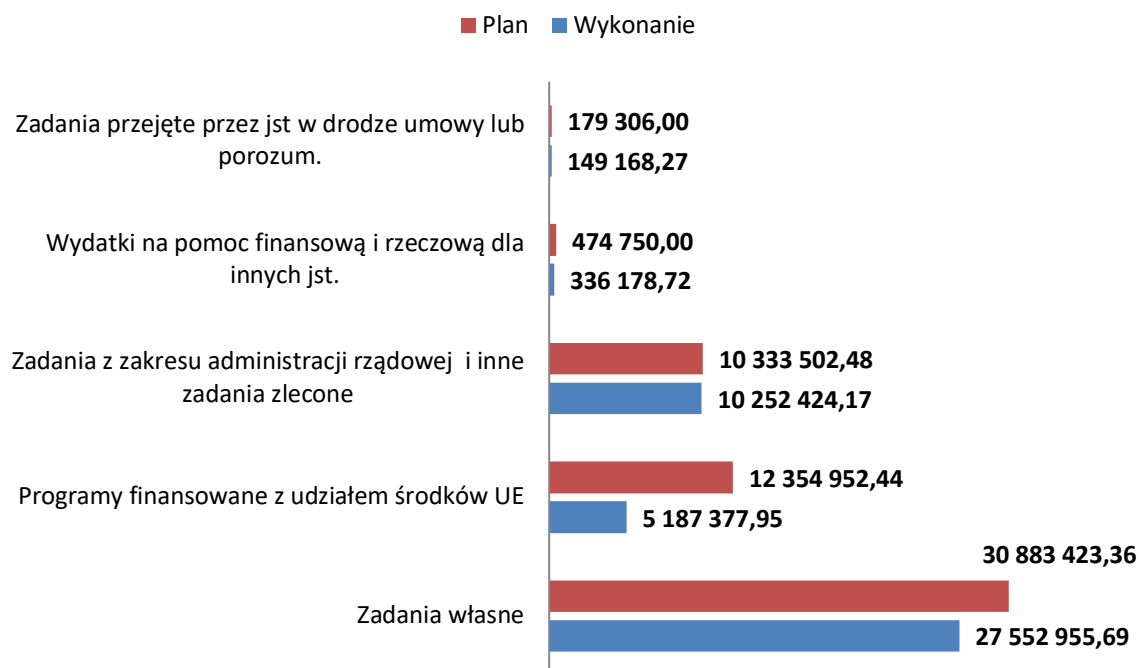 Plan Wykonanie
Zadania przejęte przez jst w drodze umowy lub
porozum.
179 306,00
149 168,27
Wydatki na pomoc finansową i rzeczową dla
innych jst.
474 750,00
336 178,72
Zadania z zakresu administracji rządowej  i inne
zadania zlecone
10 333 502,48
10 252 424,17
Programy finansowane z udziałem środków UE
12 354 952,44
5 187 377,95
Zadania własne
30 883 423,36
27 552 955,69